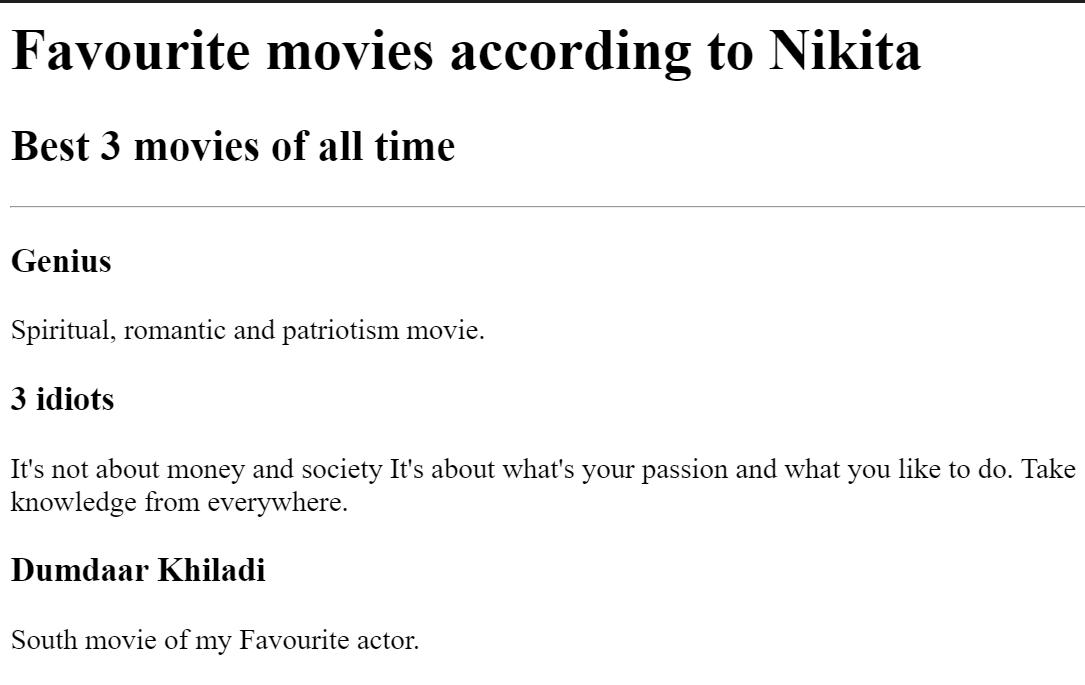 Favourite movies according to Nikita
Best 3 movies of all time
Genius
Spiritual, romantic and patriotism movie.
3 idiots
It's not about money and society It's about what's your passion and what you like to do. Take
knowledge from everywhere.
Dumdaar Khiladi
South movie of my Favourite actor.